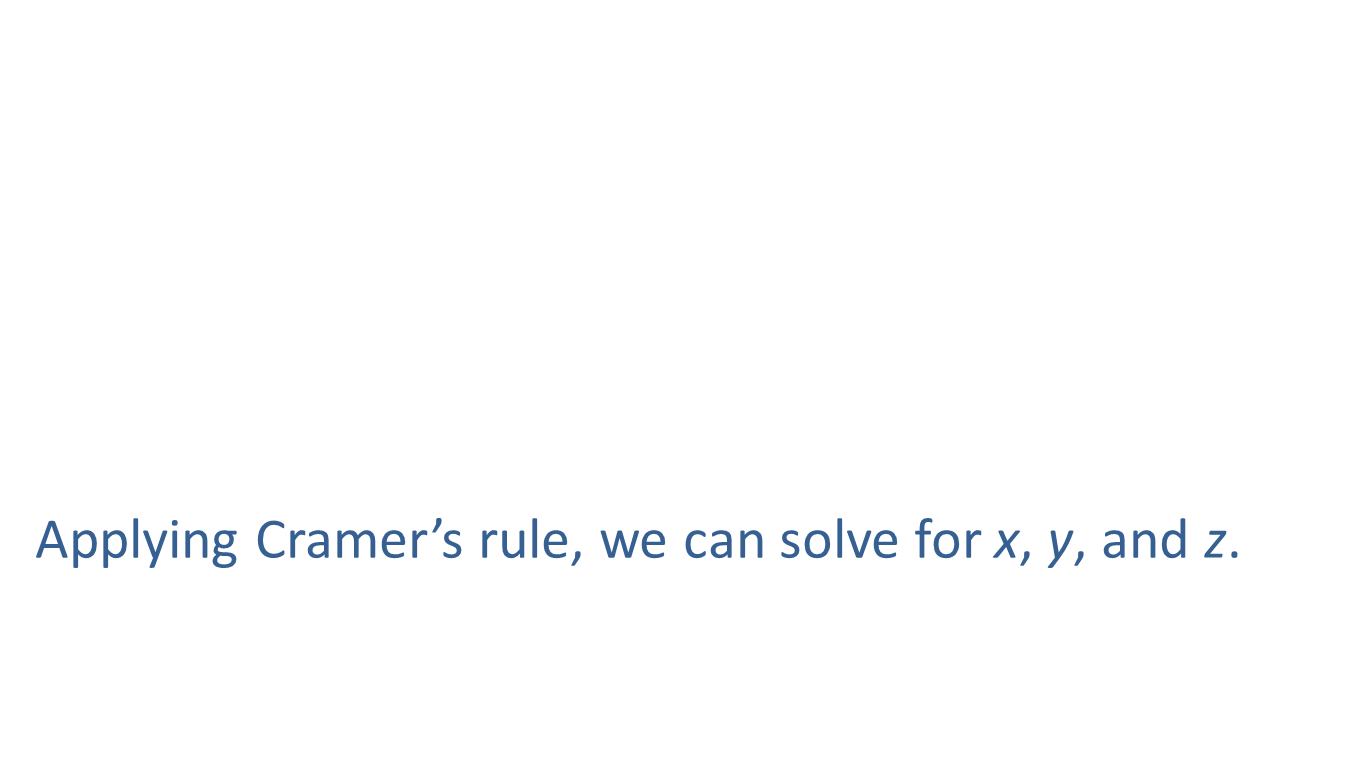 Applying Cramer’s rule, we can solve for x, y, and z.